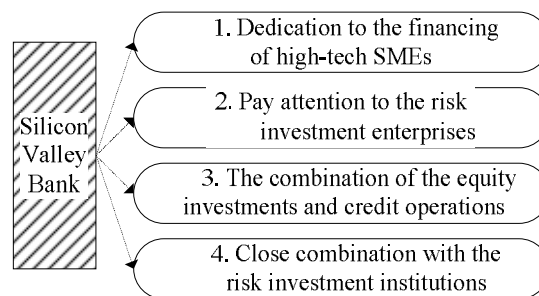 Silicon
Valley
Bank
1. Dedication to the financing
of high-tech SMEs
2. Pay attention to the risk
investment enterprises
3. The combination of the equity
investments and credit operations
4. Close combination with the
risk investment institutions